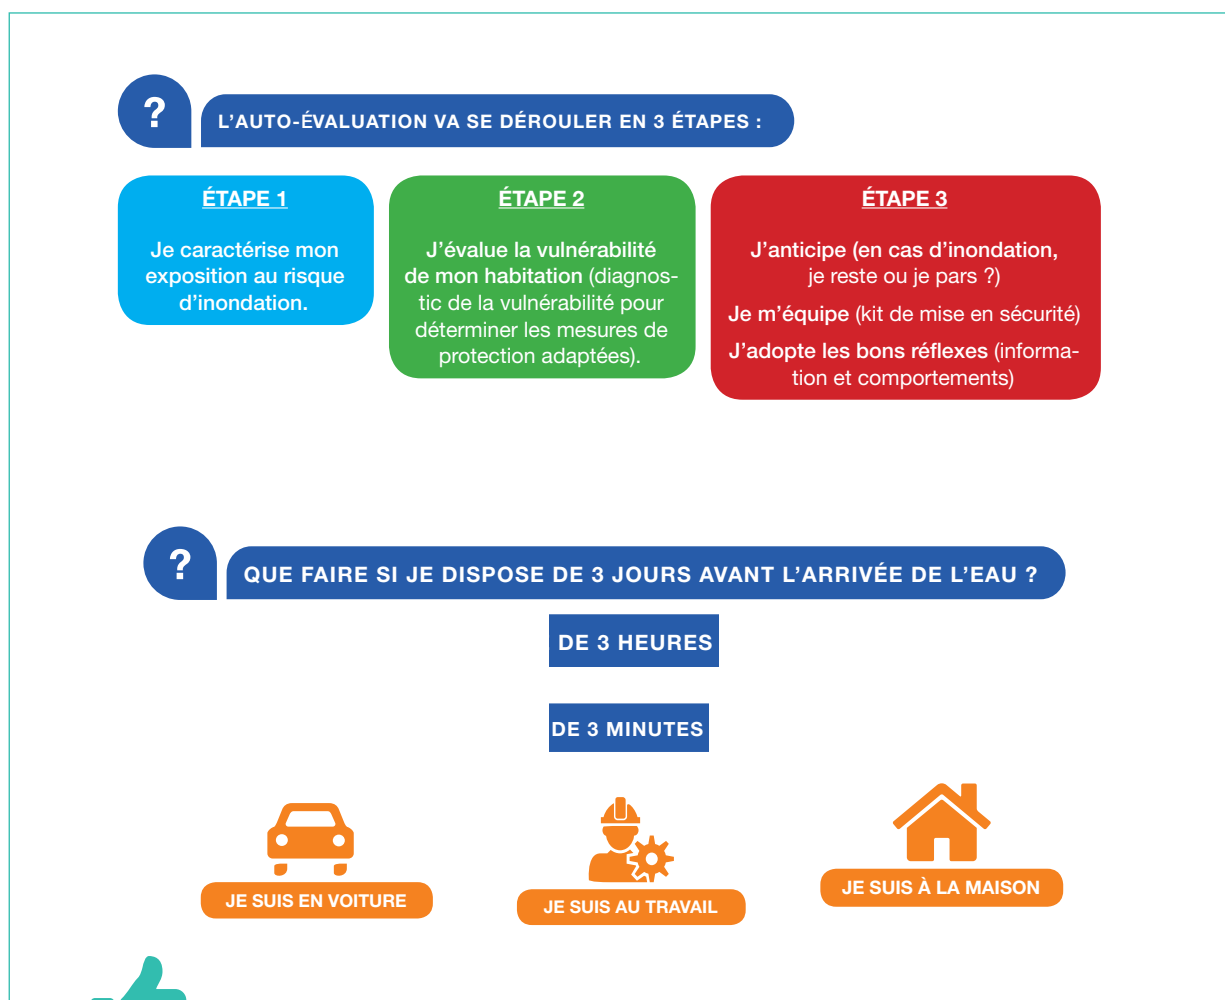 ?
L'AUTO-ÉVALUATION VA SE DÉROULER EN 3 ÉTAPES :
ÉTAPE 1
Je caractérise mon
exposition au risque
d'inondation.
ÉTAPE 2
J'évalue la vulnérabilité
de mon habitation (diagnos-
tic de la vulnérabilité pour
déterminer les mesures de
protection adaptées).
ÉTAPE 3
J'anticipe (en cas d'inondation,
je reste ou je pars ?)
Je m'équipe (kit de mise en sécurité)
J'adopte les bons réflexes (informa-
tion et comportements)
?
QUE FAIRE SI JE DISPOSE DE 3 JOURS AVANT L'ARRIVÉE DE L'EAU ?
DE 3 HEURES
DE 3 MINUTES
JE SUIS EN VOITURE
JE SUIS AU TRAVAIL
JE SUIS À LA MAISON